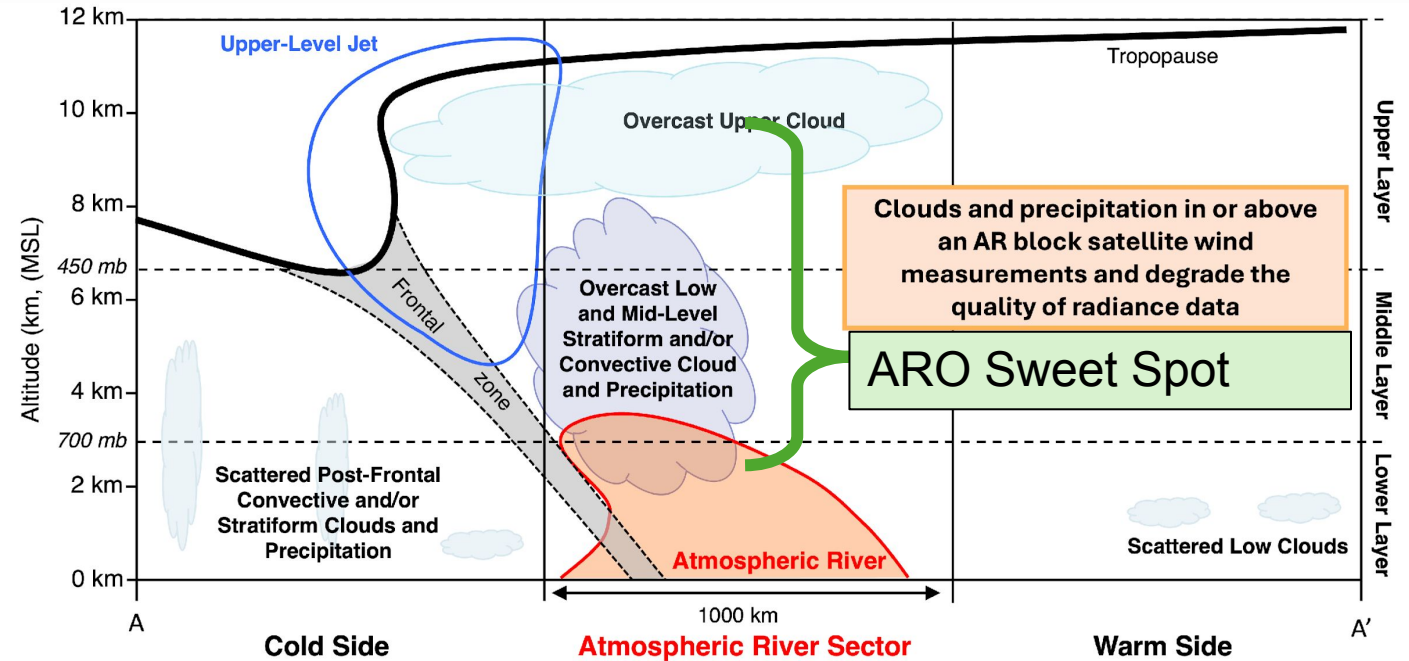 12 km
10 km
8 km
450 mb
6 km
4 km
700 mb
2 km
0 km
Altitude (km, (MSL)
Upper-Level Jet
Tropopause
Overcast Upper Cloud
Clouds and precipitation in or above
an AR block satellite wind
measurements and degrade the
quality of radiance data
ARO Sweet Spot
Frontal
zone
Overcast Low
and Mid-Level
Stratiform and/or
Convective Cloud
and Precipitation
Scattered Post-Frontal
Convective and/or
Stratiform Clouds and
Precipitation
Atmospheric River
Scattered Low Clouds
Upper Layer
Middle Layer
Lower Layer
A
1000 km
A'
Cold Side
Atmospheric River Sector
Warm Side